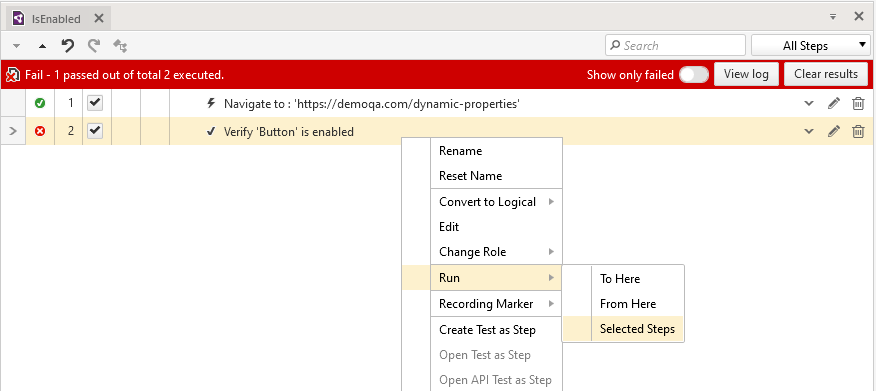 IsEnabled
Search
All Steps
Fail - 1 passed out of total 2 executed.
Show only failed
View log
Clear results
1
Navigate to : 'https://demoqa.com/dynamic-properties'
2
Verify 'Button' is enabled
Rename
Reset Name
Convert to Logical
Edit
Change Role
Run
To Here
From Here
Recording Marker
Selected Steps
Create Test as Step
Open Test as Step
Open API Test as Step